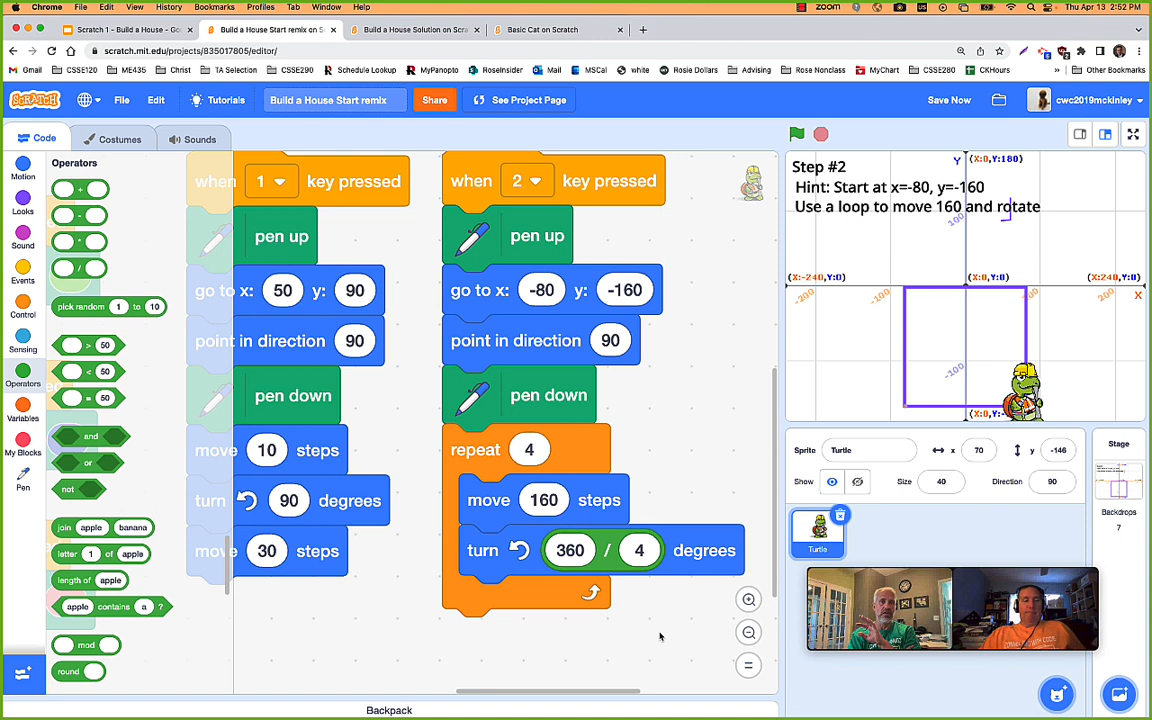 Chrome File Edit View History Bookmarks Profiles Tab Window Help
zoom Thu Apr 13 2:52 PM
Scratch 1 - Build a House - Go
Build a House Start remix on S
Build a House Solution on Scra
Basic Cat on Scratch
scratch.mit.edu/projects/835017805/editor/
Gmail CSSE120 ME435 Christ TA Selection CSSE290 Schedule Lookup MyPanopto RoseInsider Mail MSCal white Rosie Dollars Advising Rose Nonclass MyChart CSSE280 CKHours » Other Bookmarks
SCRATCH File Edit Tutorials Build a House Start remix Share See Project Page Save Now cwc2019mckinley
Code Costumes Sounds
Motion
Looks
Sound
Events
Control
Sensing
Operators
Variables
My Blocks
Pen
Operators
+
-
*
/
pick random 1 to 10
> 50
< 50
= 50
and
or
not
join apple banana
letter 1 of apple
length of apple
apple contains a ?
mod
round
when 1 key pressed
pen up
go to x: 50 y: 90
point in direction 90
pen down
move 10 steps
turn 90 degrees
move 30 steps
when 2 key pressed
pen up
go to x: -80 y: -160
point in direction 90
pen down
repeat 4
move 160 steps
turn 360 / 4 degrees
Backpack
Y (X:0,Y:180)
Step #2
Hint: Start at x=-80, y=-160
Use a loop to move 160 and rotate
100
(X:-240,Y:0) (X:0,Y:0) (X:240,Y:0)
-200 -100 200 X
-100
(X:0,Y:-
Sprite Turtle x 70 y -146
Show Size 40 Direction 90
Turtle
Stage
Backdrops
7